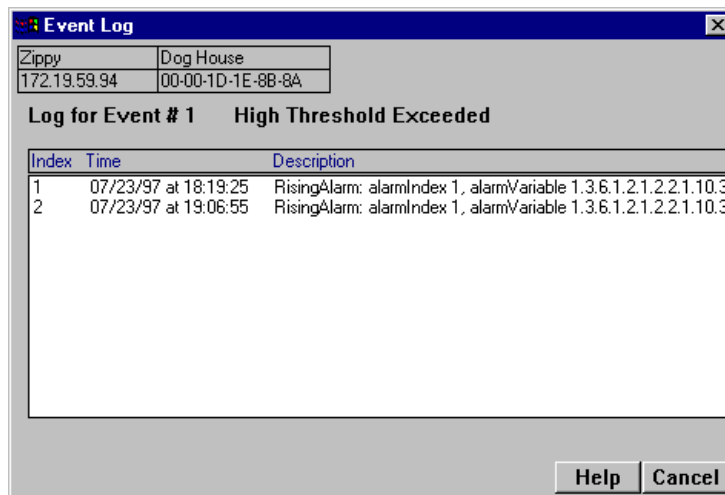 Event Log
Zippy Dog House
172.19.59.94 00-00-1D-1E-8B-8A
Log for Event # 1 High Threshold Exceeded
Index Time Description
1 07/23/97 at 18:19:25 RisingAlarm: alarmIndex 1, alarmVariable 1.3.6.1.2.1.2.2.1.10.3
2 07/23/97 at 19:06:55 RisingAlarm: alarmIndex 1, alarmVariable 1.3.6.1.2.1.2.2.1.10.3
Help Cancel